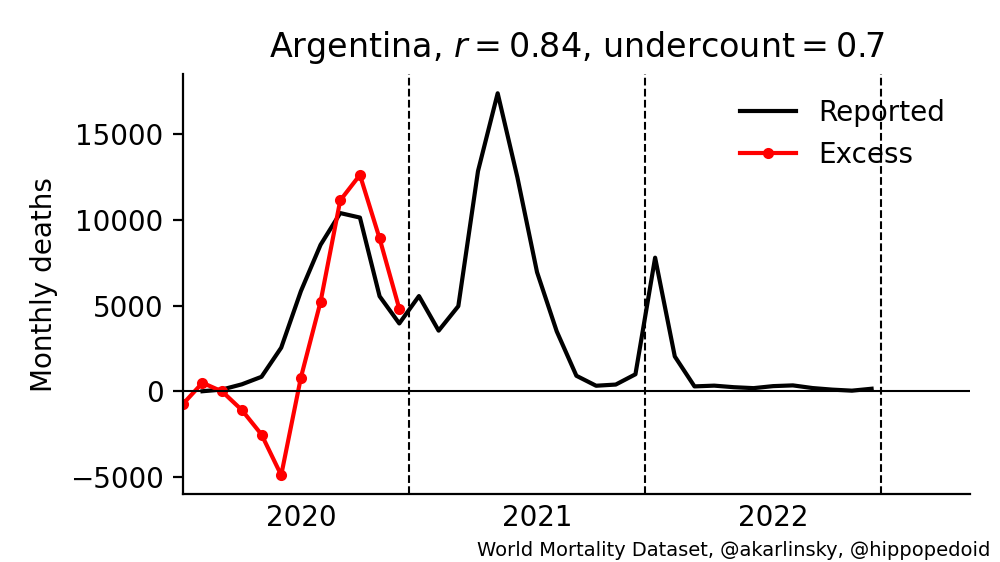 Argentina, r = 0.84, undercount = 0.7
Reported
Excess
Monthly deaths
15000
10000
5000
0
−5000
2020 2021 2022
World Mortality Dataset, @akarlinsky, @hippopedoid